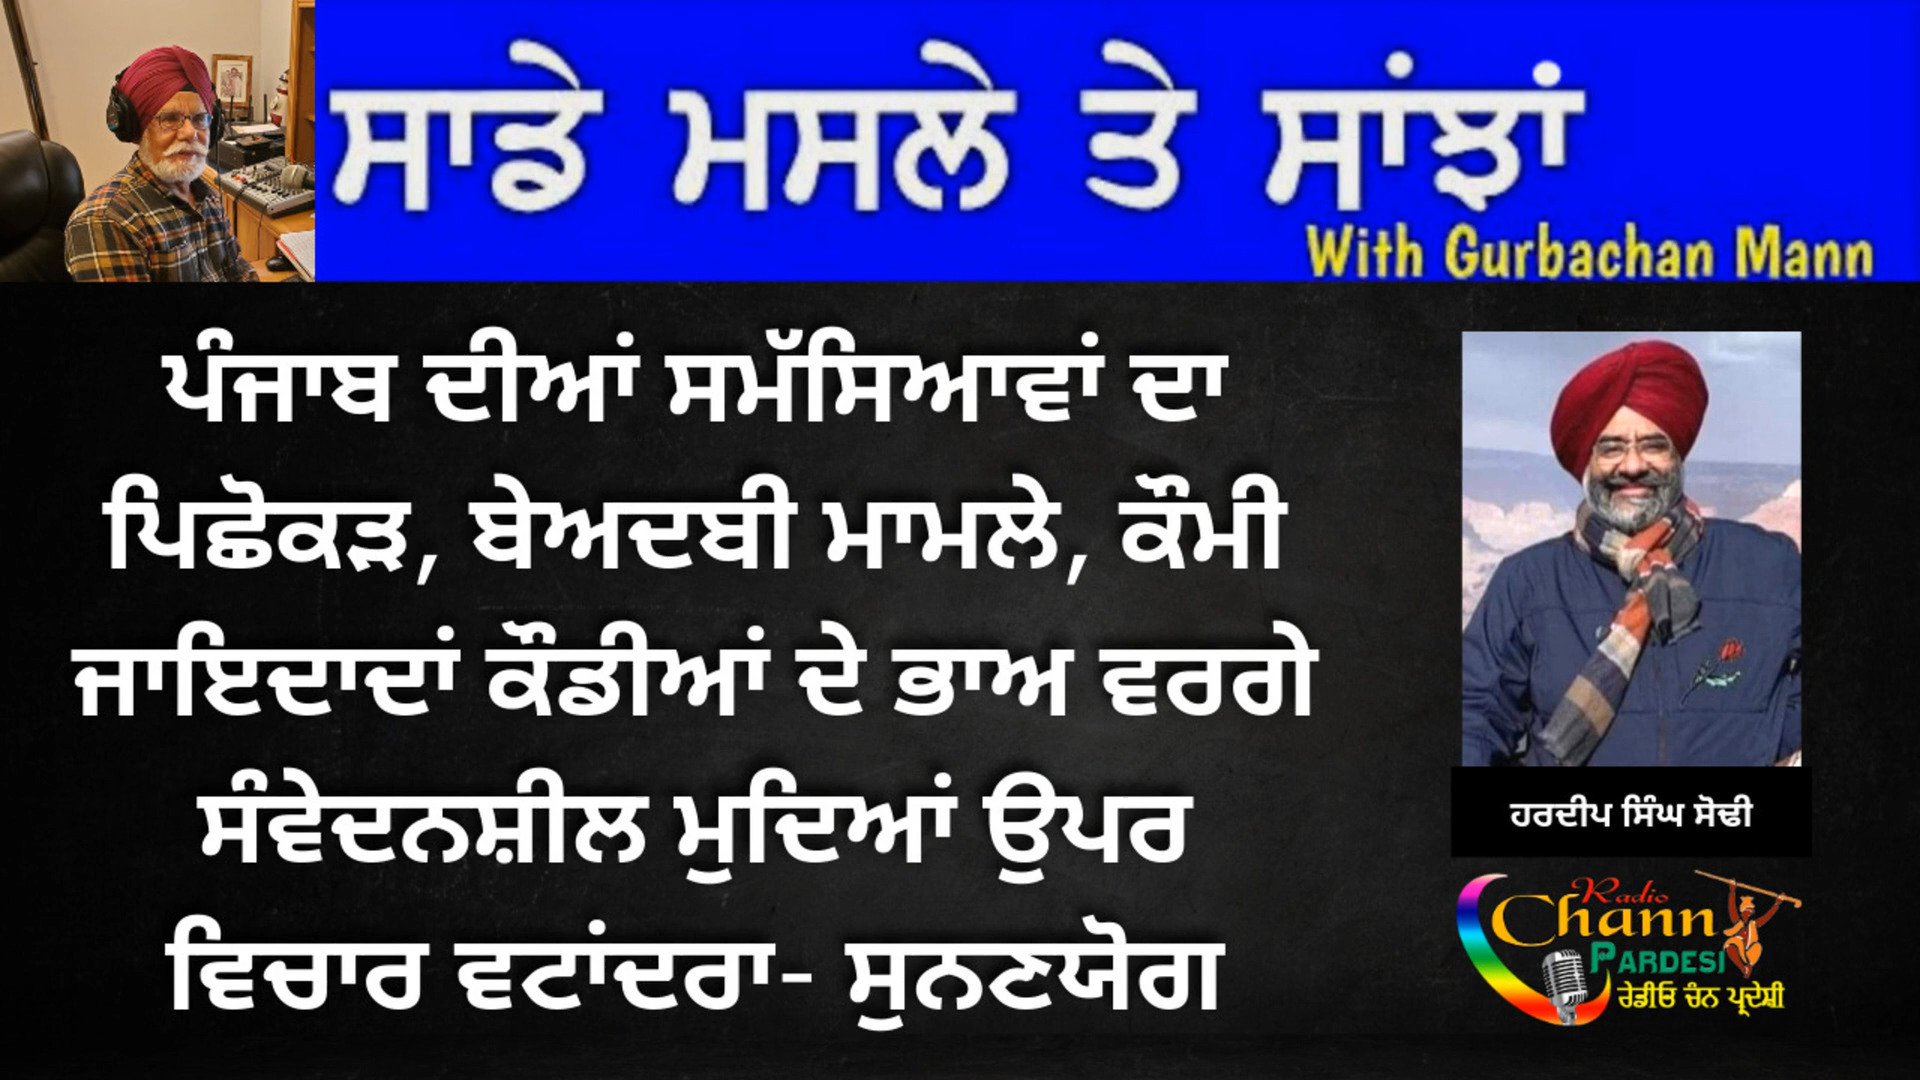 ਸਾਡੇ ਮਸਲੇ ਤੇ ਸਾਂਝਾਂ
With Gurbachan Mann
ਪੰਜਾਬ ਦੀਆਂ ਸਮੱਸਿਆਵਾਂ ਦਾ
ਪਿਛੋਕੜ, ਬੇਅਦਬੀ ਮਾਮਲੇ, ਕੌਮੀ
ਜਾਇਦਾਦਾਂ ਕੌਡੀਆਂ ਦੇ ਭਾਅ ਵਰਗੇ
ਸੰਵੇਦਨਸ਼ੀਲ ਮੁਦਿਆਂ ਉਪਰ
ਵਿਚਾਰ ਵਟਾਂਦਰਾ- ਸੁਨਣਯੋਗ
ਹਰਦੀਪ ਸਿੰਘ ਸੋਢੀ
Radio
Chann
PARDESI
ਰੇਡੀਓ ਚੰਨ ਪ੍ਰਦੇਸੀ